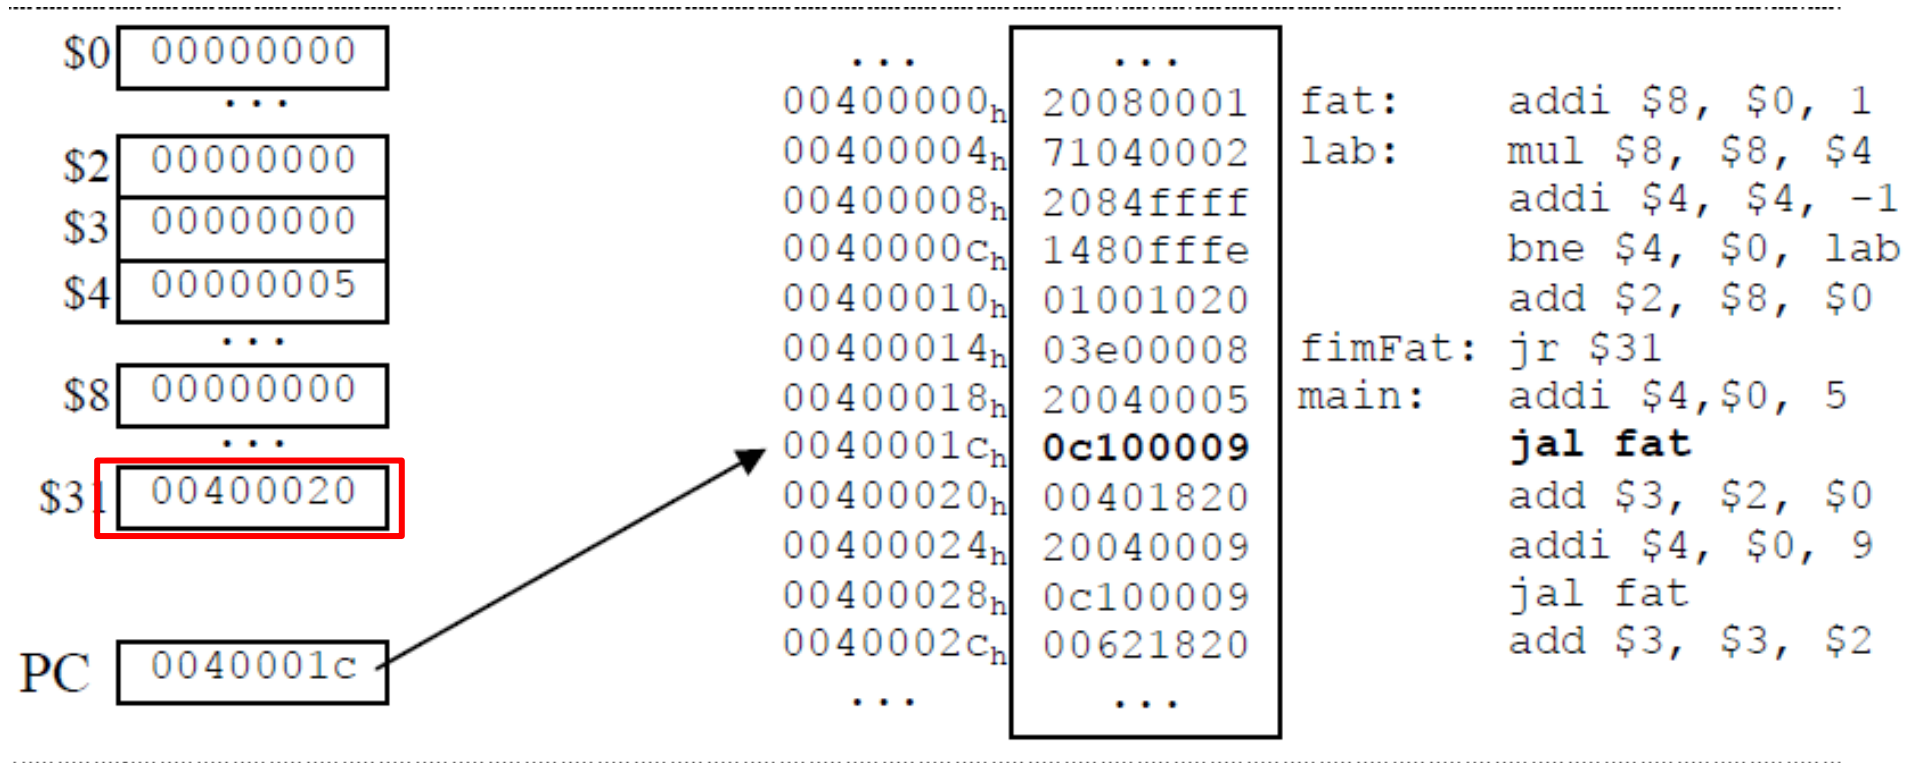 $0 00000000
...
$2 00000000
$3 00000000
$4 00000005
...
$8 00000000
...
$31 00400020
PC 0040001c
... ...
00400000h 20080001 fat: addi $8, $0, 1
00400004h 71040002 lab: mul $8, $8, $4
00400008h 2084ffff addi $4, $4, -1
0040000Ch 1480fffe bne $4, $0, lab
00400010h 01001020 add $2, $8, $0
00400014h 03e00008 fimFat: jr $31
00400018h 20040005 main: addi $4,$0, 5
0040001Ch 0c100009 jal fat
00400020h 00401820 add $3, $2, $0
00400024h 20040009 addi $4, $0, 9
00400028h 0c100009 jal fat
0040002Ch 00621820 add $3, $3, $2
... ...